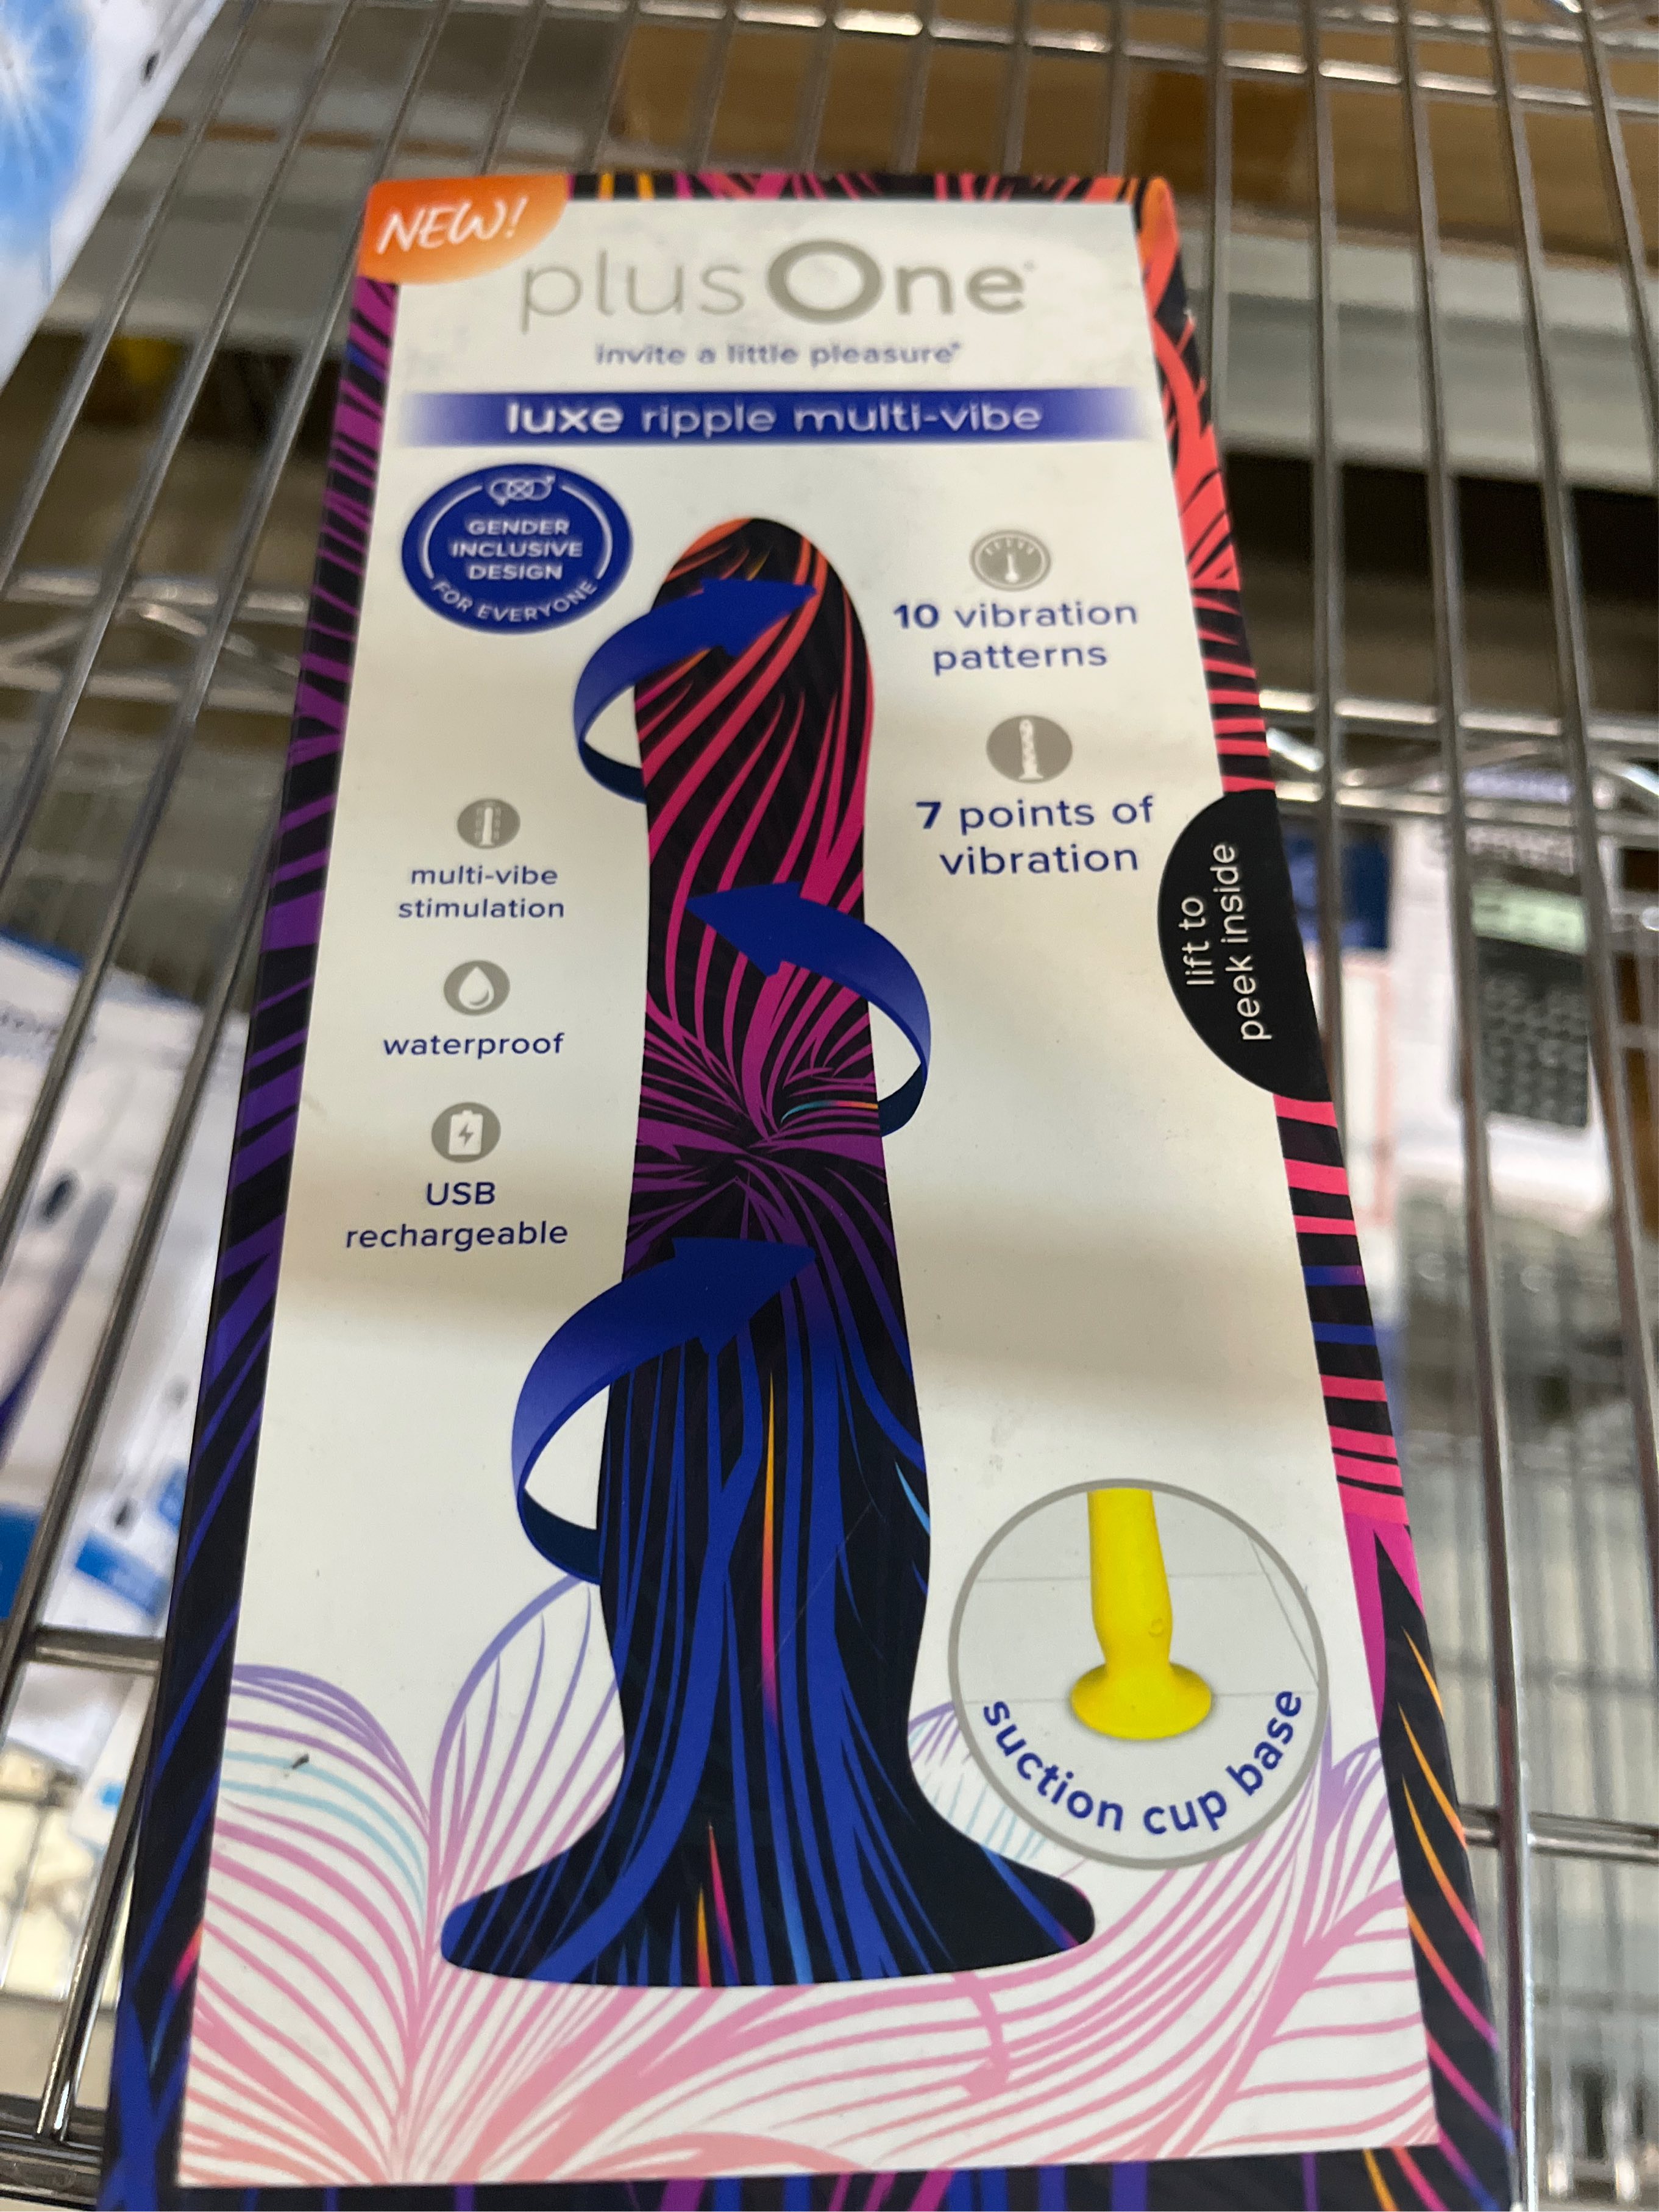 NEW!
plusOne
invite a little pleasure
luxe ripple multi-vibe
GENDER
INCLUSIVE
DESIGN
FOR EVERYONE
10 vibration
patterns
7 points of
vibration
lift to
peek inside
multi-vibe
stimulation
waterproof
USB
rechargeable
suction cup base